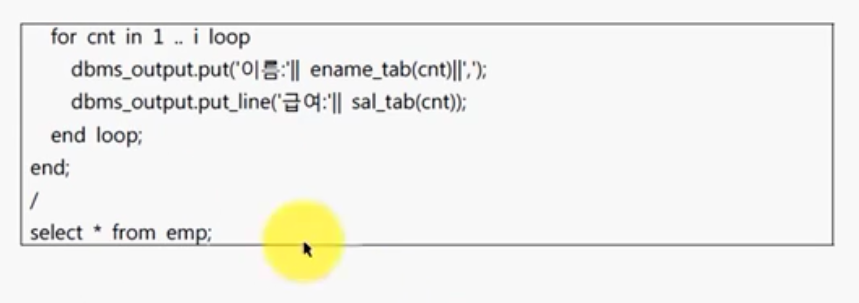 for cnt in 1 .. i loop
dbms_output.put('이름:'|| ename_tab(cnt)||',');
dbms_output.put_line('급여:'|| sal_tab(cnt));
end loop;
end;
/
select * from emp;